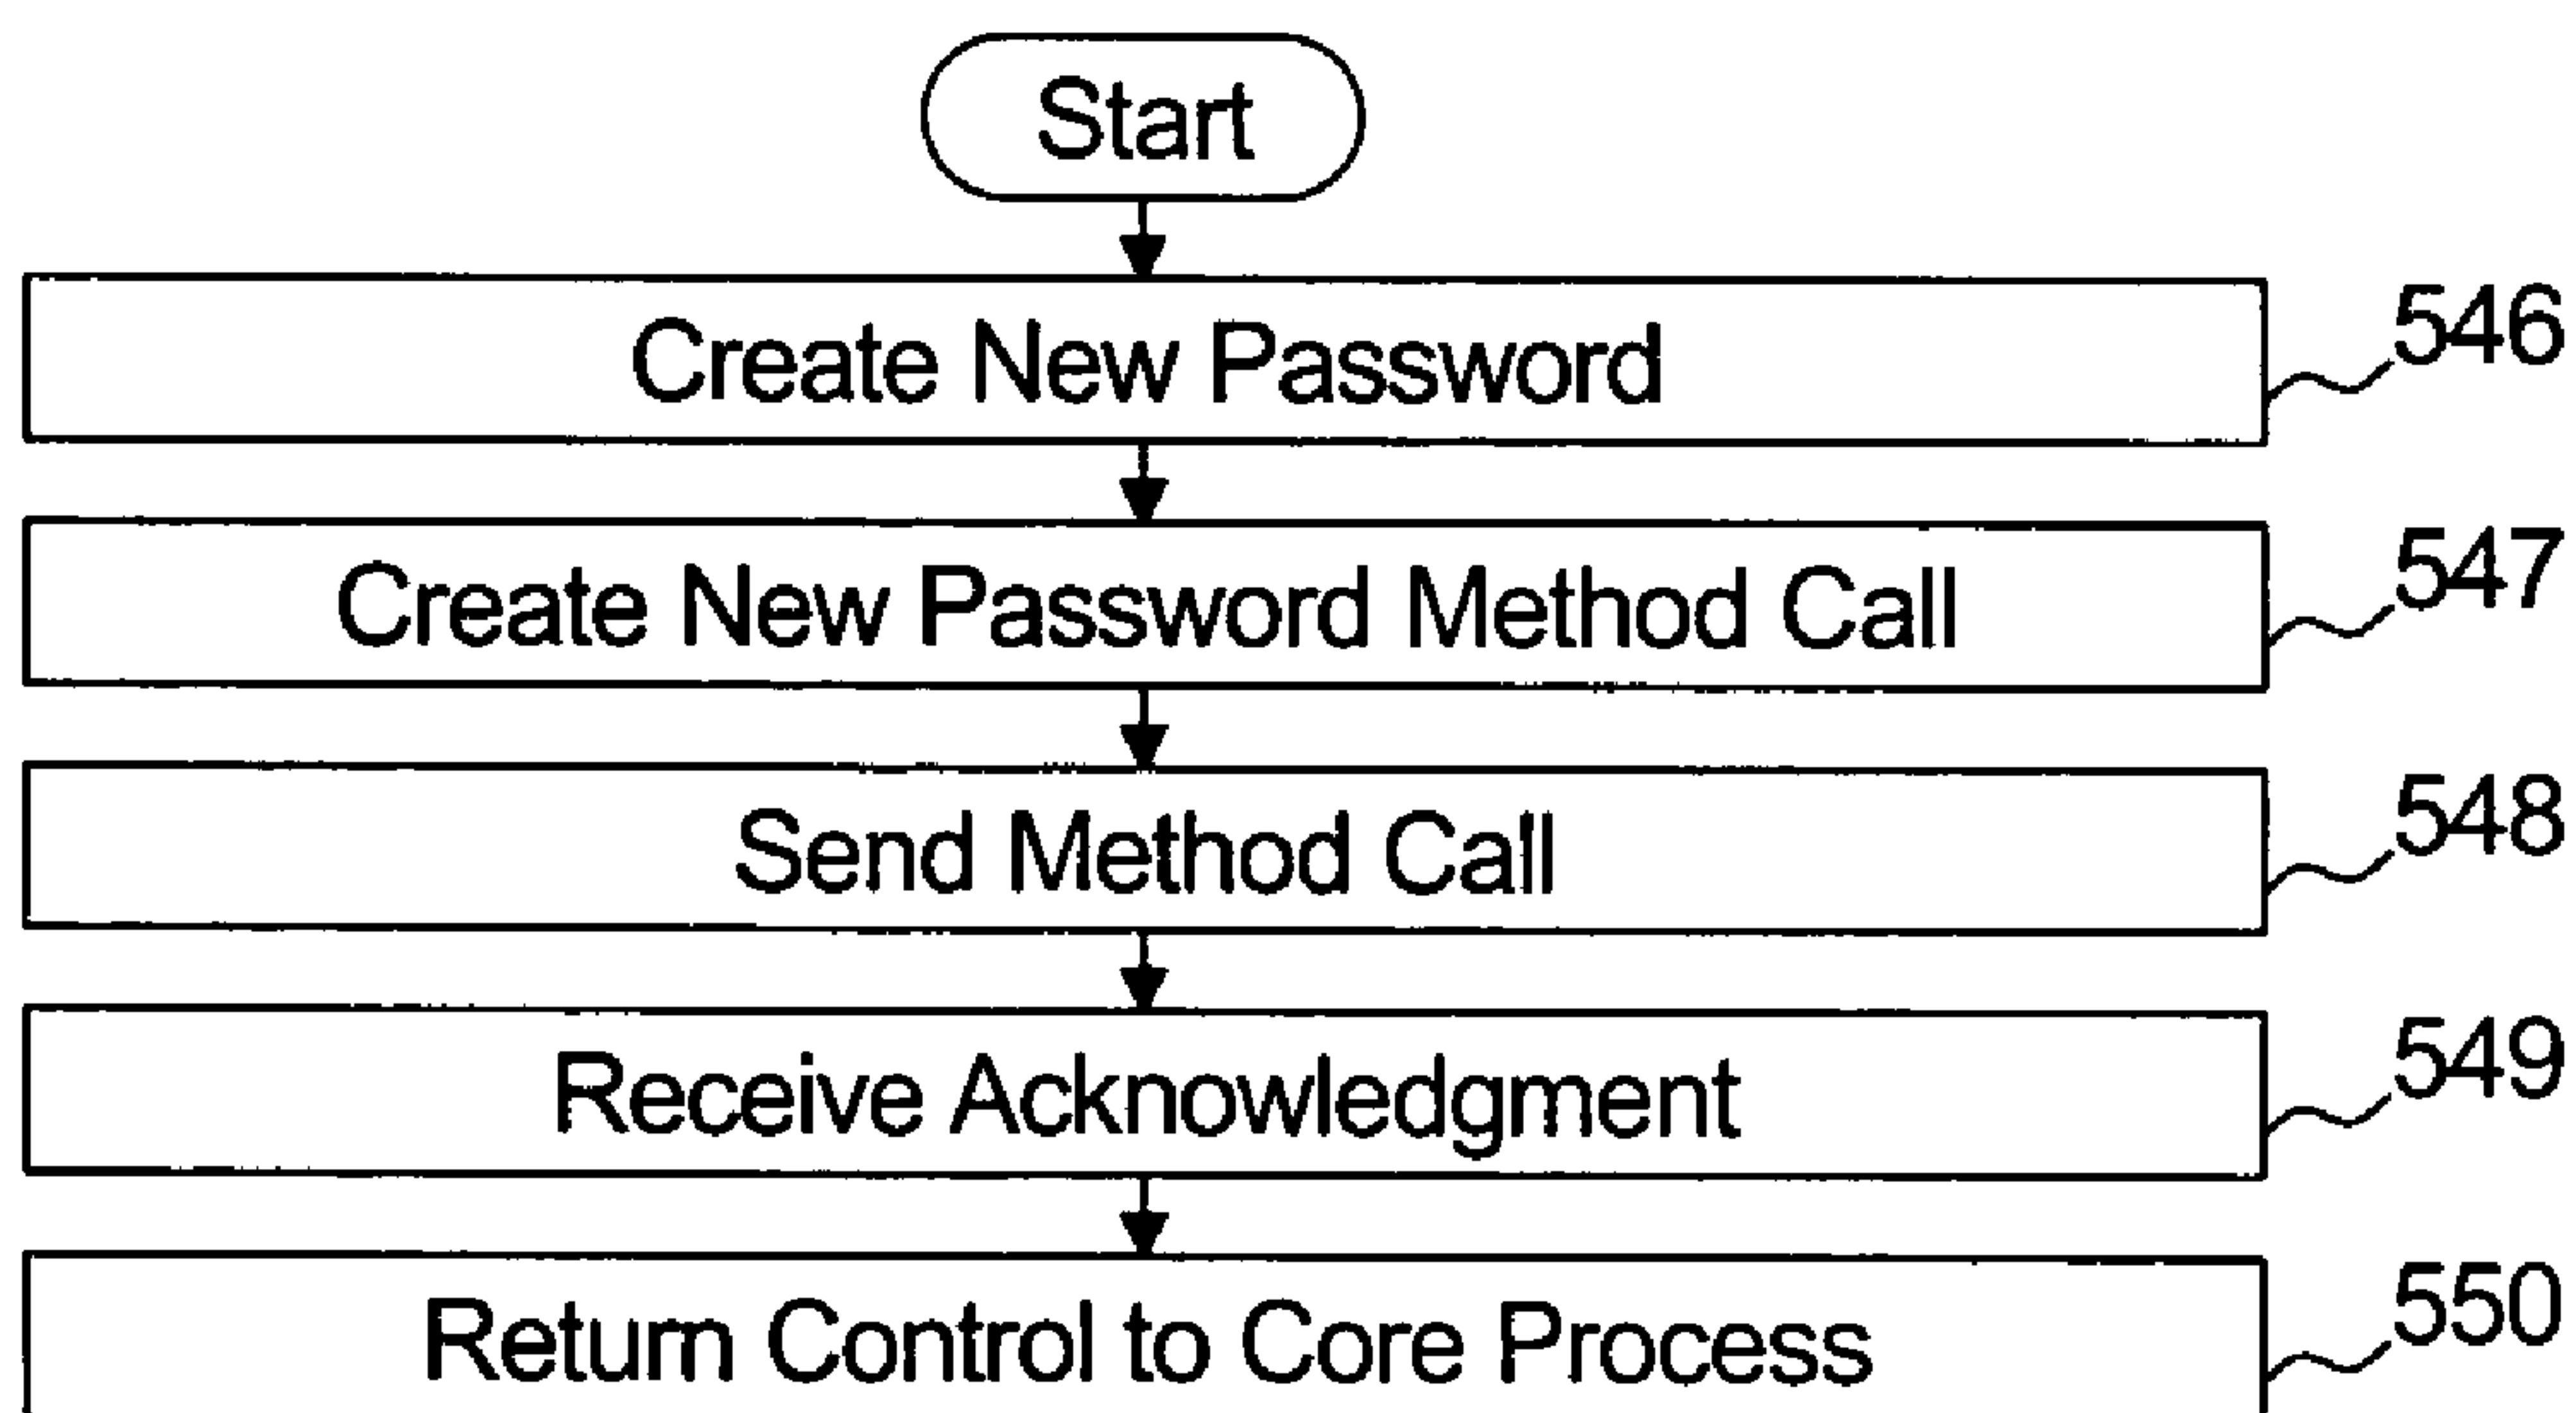 Start
Create New Password
546
Create New Password Method Call
547
Send Method Call
548
Receive Acknowledgment
549
Return Control to Core Process
550